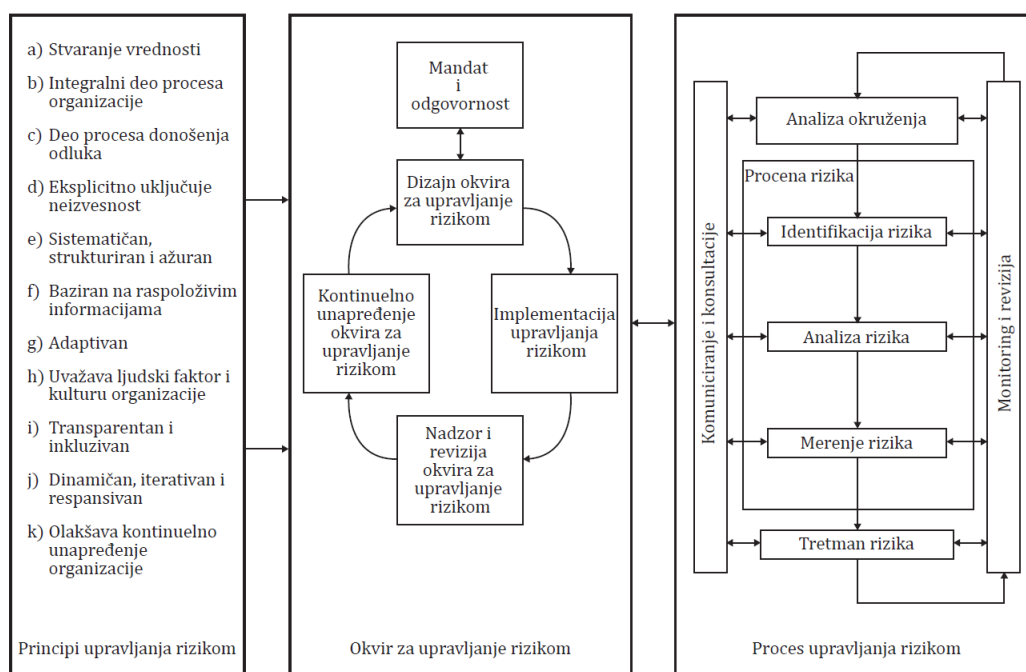 a) Stvaranje vrednosti
b) Integralni deo procesa
organizacije
c) Deo procesa donošenja
odluka
d) Eksplicitno uključuje
neizvesnost
e) Sistematičan,
strukturiran i ažuran
f) Baziran na raspoloživim
informacijama
g) Adaptivan
h) Uvažava ljudski faktor i
kulturu organizacije
i) Transparentan i
inkluzivan
j) Dinamičan, iterativan i
respansivan
k) Olakšava kontinuelno
unapređenje
organizacije
Principi upravljanja rizikom
Mandat
i
odgovornost
Dizajn okvira
za upravljanje
rizikom
Kontinuelno
unapređenje
okvira za
upravljanje
rizikom
Implementacija
upravljanja
rizikom
Nadzor i
revizija
okvira za
upravljanje
rizikom
Okvir za upravljanje rizikom
Komuniciranje i konsultacije
Analiza okruženja
Procena rizika
Identifikacija rizika
Analiza rizika
Merenje rizika
Tretman rizika
Monitoring i revizija
Proces upravljanja rizikom